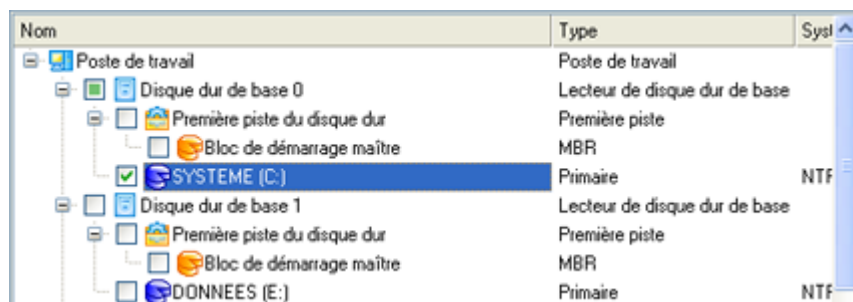 Nom Type Syst
Poste de travail Poste de travail
Disque dur de base 0 Lecteur de disque dur de base
Première piste du disque dur Première piste
Bloc de démarrage maître MBR
SYSTEME (C:) Primaire NTF
Disque dur de base 1 Lecteur de disque dur de base
Première piste du disque dur Première piste
Bloc de démarrage maître MBR
DONNEES (E:) Primaire NTF